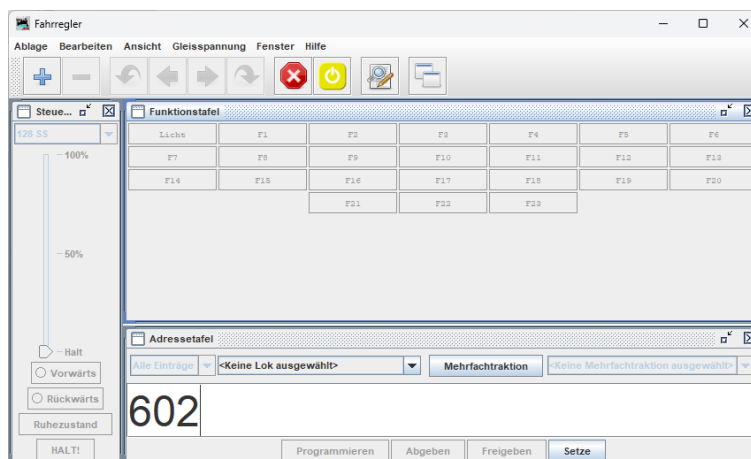 Fahrregler
Ablage Bearbeiten Ansicht Gleisspannung Fenster Hilfe
Steue... Funktionstafel
128 SS
Licht F1 F2 F3 F4 F5 F6
F7 F8 F9 F10 F11 F12 F13
F14 F15 F16 F17 F18 F19 F20
F21 F22 F23
100%
50%
Halt
Vorwärts
Rückwärts
Ruhezustand
HALT!
Adressetafel
Alle Einträge <Keine Lok ausgewählt> Mehrfachtraktion <Keine Mehrfachtraktion ausgewählt>
602
Programmieren Abgeben Freigeben Setze